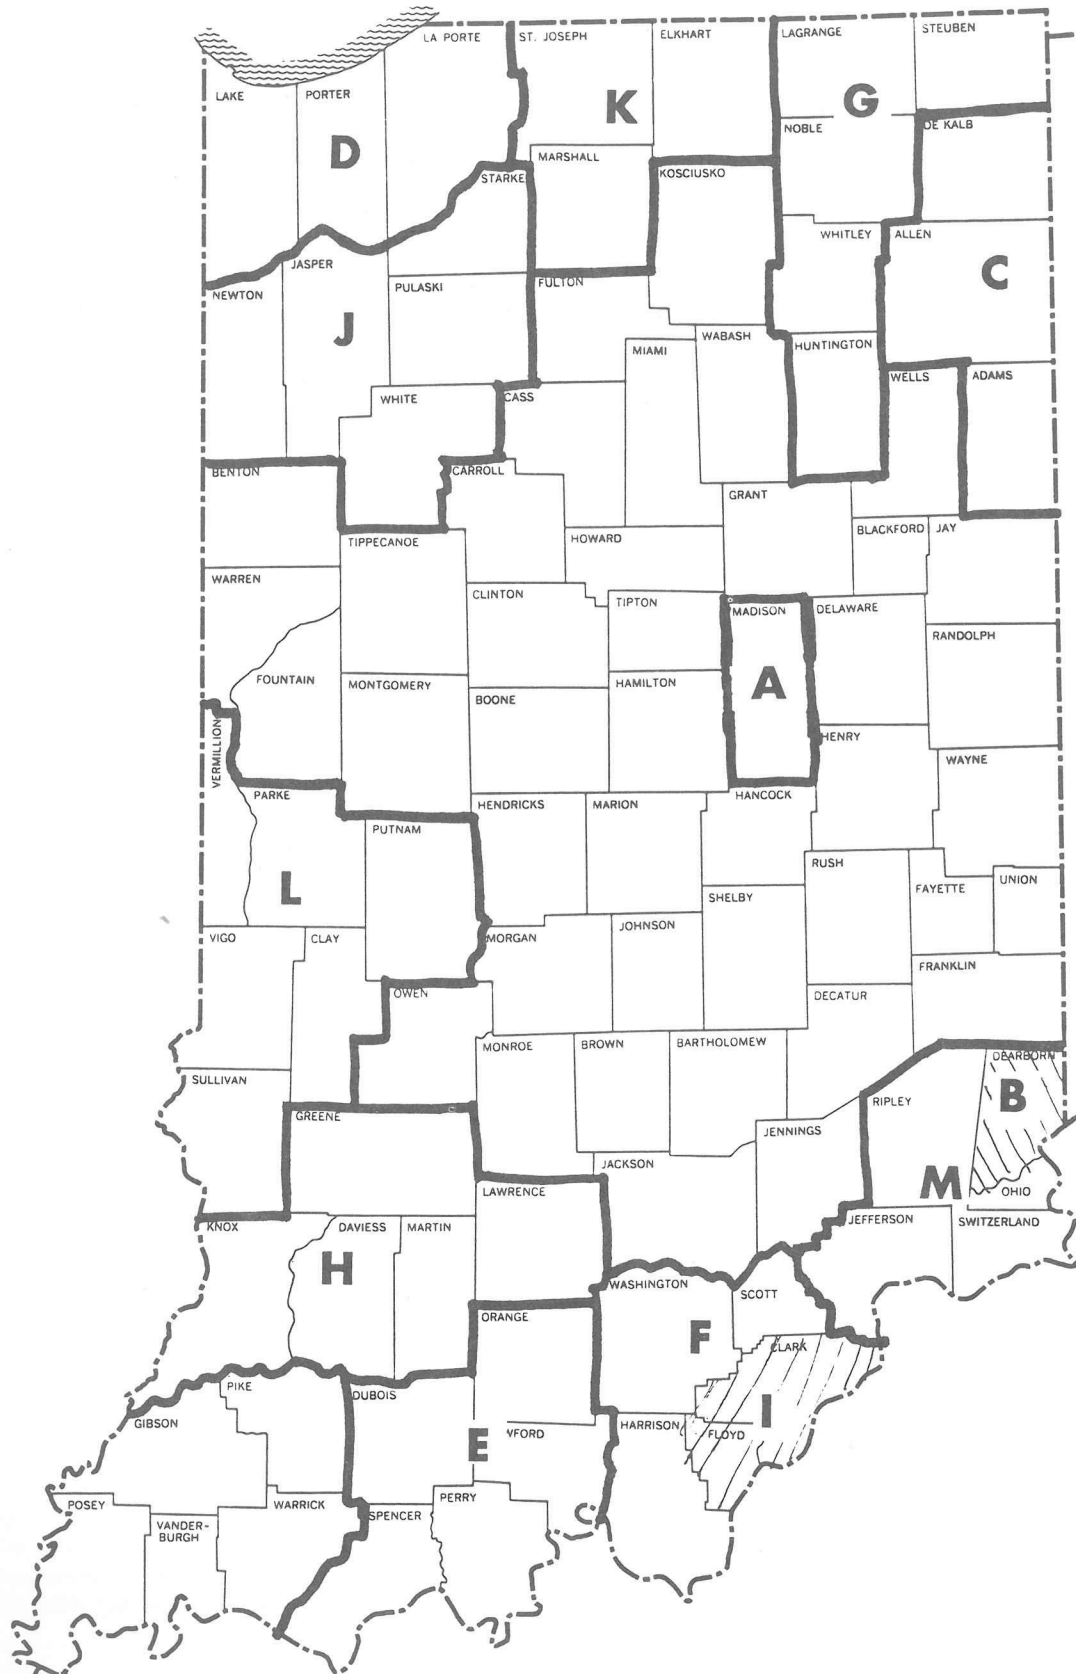 LA PORTE
ST. JOSEPH
ELKHART
LAGRANGE
STEUBEN
LAKE
PORTER
K
G
D
NOBLE
DE KALB
MARSHALL
STARKE
KOSCIUSKO
WHITLEY
ALLEN
JASPER
C
NEWTON
PULASKI
FULTON
J
WABASH
HUNTINGTON
MIAMI
WELLS
ADAMS
WHITE
CASS
BENTON
CARROLL
GRANT
BLACKFORD
JAY
TIPPECANOE
HOWARD
WARREN
CLINTON
TIPTON
MADISON
DELAWARE
RANDOLPH
FOUNTAIN
MONTGOMERY
HAMILTON
A
BOONE
VERMILLION
HENRY
WAYNE
PARKE
HENDRICKS
MARION
HANCOCK
PUTNAM
RUSH
L
SHELBY
FAYETTE
UNION
VIGO
CLAY
MORGAN
JOHNSON
FRANKLIN
OWEN
DECATUR
MONROE
BROWN
BARTHOLOMEW
DEARBORN
SULLIVAN
RIPLEY
B
GREENE
JENNINGS
JACKSON
M
OHIO
LAWRENCE
KNOX
DAVIESS
MARTIN
JEFFERSON
SWITZERLAND
H
WASHINGTON
SCOTT
ORANGE
F
CLARK
PIKE
DUBOIS
GIBSON
I
HARRISON
FLOYD
E
WFORD
POSEY
WARRICK
PERRY
VANDER-
BURGH
SPENCER